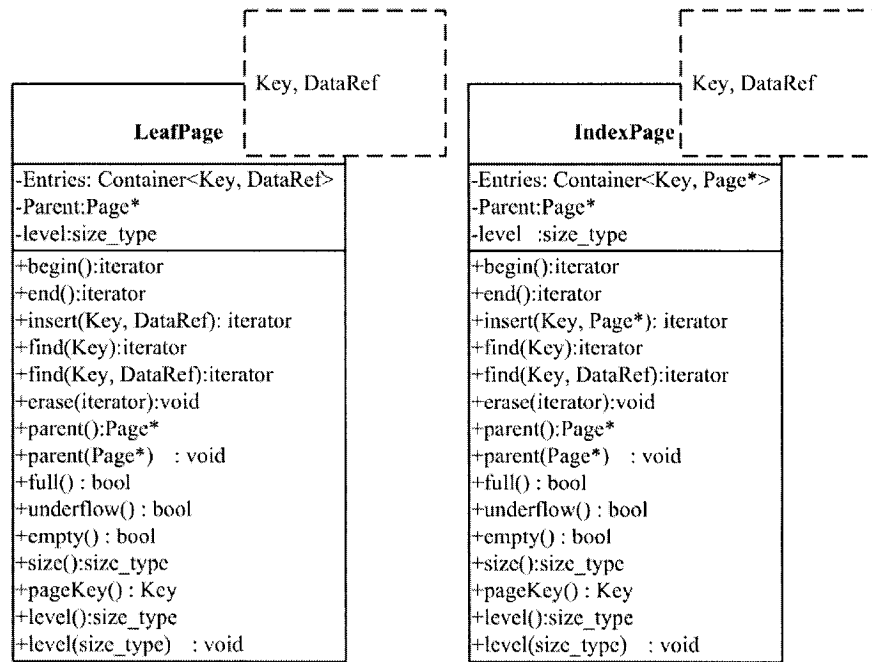 Key, DataRef
LeafPage
-Entries: Container<Key, DataRef>
-Parent:Page*
-level:size_type
+begin():iterator
+end():iterator
+insert(Key, DataRef): iterator
+find(Key):iterator
+find(Key, DataRef):iterator
+erase(iterator):void
+parent():Page*
+parent(Page*) : void
+full() : bool
+underflow() : bool
+empty() : bool
+size():size_type
+pageKey() : Key
+level():size_type
+level(size_type) : void
Key, DataRef
IndexPage
-Entries: Container<Key, Page*>
-Parent:Page*
-level :size_type
+begin():iterator
+end():iterator
+insert(Key, Page*): iterator
+find(Key):iterator
+find(Key, DataRef):iterator
+erase(iterator):void
+parent():Page*
+parent(Page*) : void
+full() : bool
+underflow() : bool
+empty() : bool
+size():size_type
+pageKey() : Key
+level():size_type
+level(size_type) : void